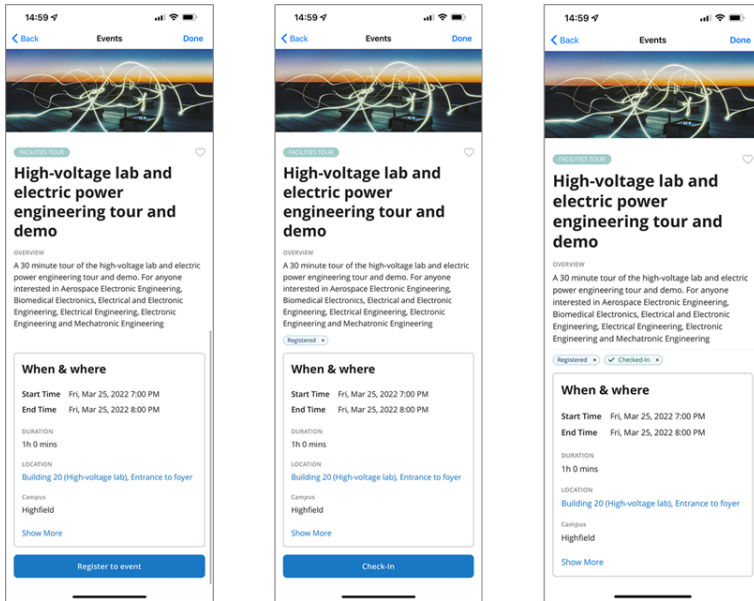 14:59
Back Events Done
FACILITIES TOUR
High-voltage lab and
electric power
engineering tour and
demo
OVERVIEW
A 30 minute tour of the high-voltage lab and electric
power engineering tour and demo. For anyone
interested in Aerospace Electronic Engineering,
Biomedical Electronics, Electrical and Electronic
Engineering, Electrical Engineering, Electronic
Engineering and Mechatronic Engineering
When & where
Start Time Fri, Mar 25, 2022 7:00 PM
End Time Fri, Mar 25, 2022 8:00 PM
DURATION
1h 0 mins
LOCATION
Building 20 (High-voltage lab), Entrance to foyer
Campus
Highfield
Show More
Register to event
14:59
Back Events Done
FACILITIES TOUR
High-voltage lab and
electric power
engineering tour and
demo
OVERVIEW
A 30 minute tour of the high-voltage lab and electric
power engineering tour and demo. For anyone
interested in Aerospace Electronic Engineering,
Biomedical Electronics, Electrical and Electronic
Engineering, Electrical Engineering, Electronic
Engineering and Mechatronic Engineering
Registered ×
When & where
Start Time Fri, Mar 25, 2022 7:00 PM
End Time Fri, Mar 25, 2022 8:00 PM
DURATION
1h 0 mins
LOCATION
Building 20 (High-voltage lab), Entrance to foyer
Campus
Highfield
Show More
Check-In
14:59
Back Events Done
FACILITIES TOUR
High-voltage lab and
electric power
engineering tour and
demo
OVERVIEW
A 30 minute tour of the high-voltage lab and electric
power engineering tour and demo. For anyone
interested in Aerospace Electronic Engineering,
Biomedical Electronics, Electrical and Electronic
Engineering, Electrical Engineering, Electronic
Engineering and Mechatronic Engineering
Registered × ✓ Checked-In ×
When & where
Start Time Fri, Mar 25, 2022 7:00 PM
End Time Fri, Mar 25, 2022 8:00 PM
DURATION
1h 0 mins
LOCATION
Building 20 (High-voltage lab), Entrance to foyer
Campus
Highfield
Show More